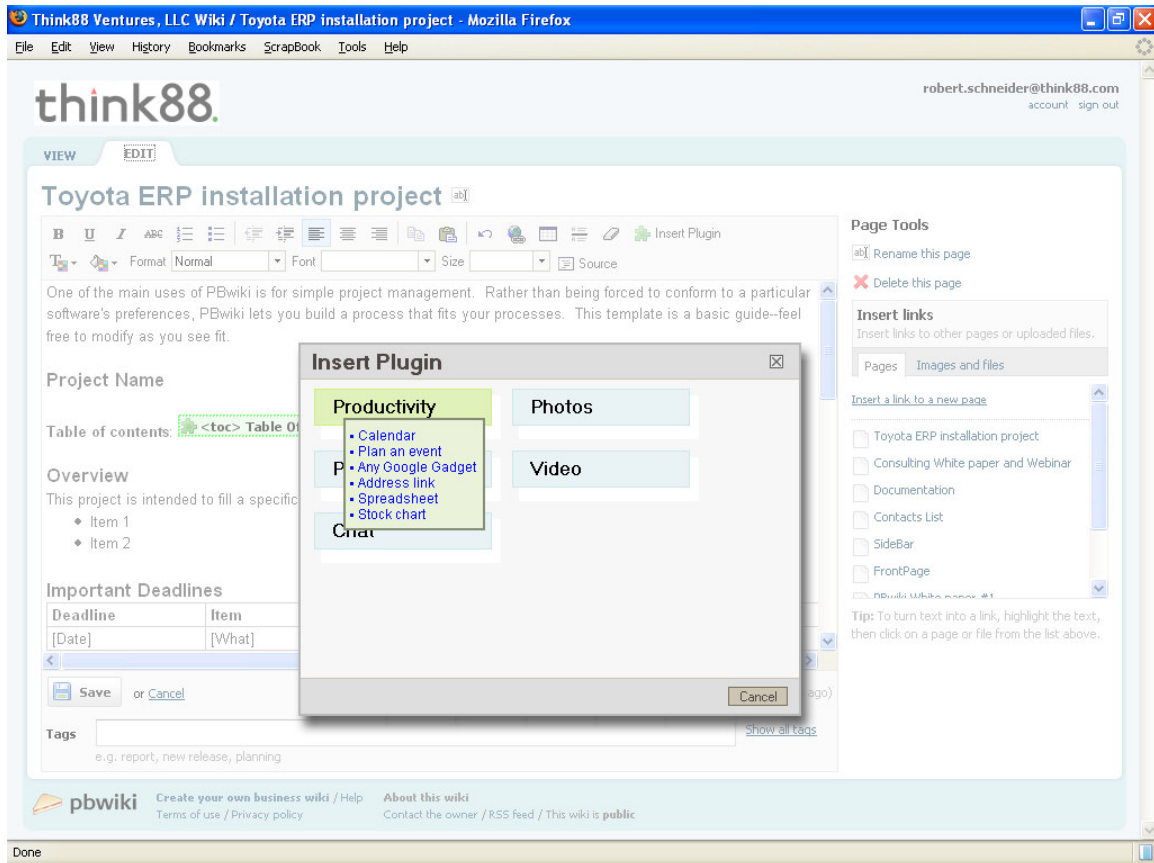 Think88 Ventures, LLC Wiki / Toyota ERP installation project - Mozilla Firefox
File Edit View History Bookmarks ScrapBook Tools Help
think88.
robert.schneider@think88.com
account sign out
VIEW EDIT
Toyota ERP installation project
B U I ABC Insert Plugin
Format Normal Font Size Source
One of the main uses of PBwiki is for simple project management. Rather than being forced to conform to a particular
software's preferences, PBwiki lets you build a process that fits your processes. This template is a basic guide--feel
free to modify as you see fit.
Project Name
Table of contents: <toc> Table Of
Overview
This project is intended to fill a specific
Item 1
Item 2
Important Deadlines
Deadline Item
[Date] [What]
Save or Cancel
ago)
Tags
Show all tags
e.g. report, new release, planning
Insert Plugin
Productivity
Calendar
Plan an event
Any Google Gadget
Address link
Spreadsheet
Stock chart
Photos
P
Video
Chat
Cancel
Page Tools
Rename this page
Delete this page
Insert links
Insert links to other pages or uploaded files.
Pages Images and files
Insert a link to a new page
Toyota ERP installation project
Consulting White paper and Webinar
Documentation
Contacts List
SideBar
FrontPage
PBwiki White paper #1
Tip: To turn text into a link, highlight the text,
then click on a page or file from the list above.
pbwiki
Create your own business wiki / Help
Terms of use / Privacy policy
About this wiki
Contact the owner / RSS feed / This wiki is public
Done